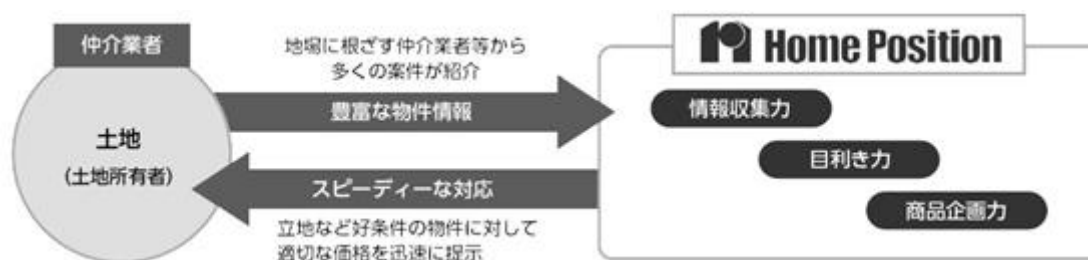 仲介業者
土地
(土地所有者)
地場に根ざす仲介業者等から
多くの案件が紹介
豊富な物件情報
スピーディーな対応
立地など好条件の物件に対して
適切な価格を迅速に提示
Home Position
情報収集力
目利き力
商品企画力